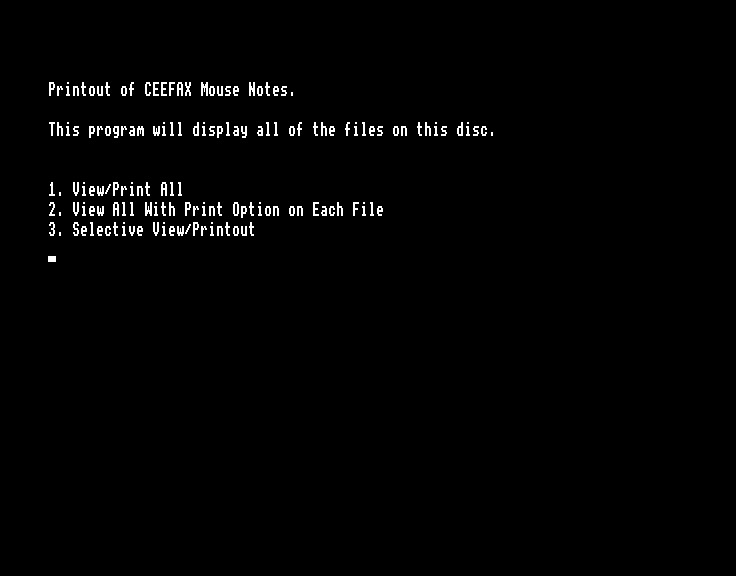 Printout of CEEFAX Mouse Notes.
This program will display all of the files on this disc.
1. View/Print All
2. View All With Print Option on Each File
3. Selective View/Printout